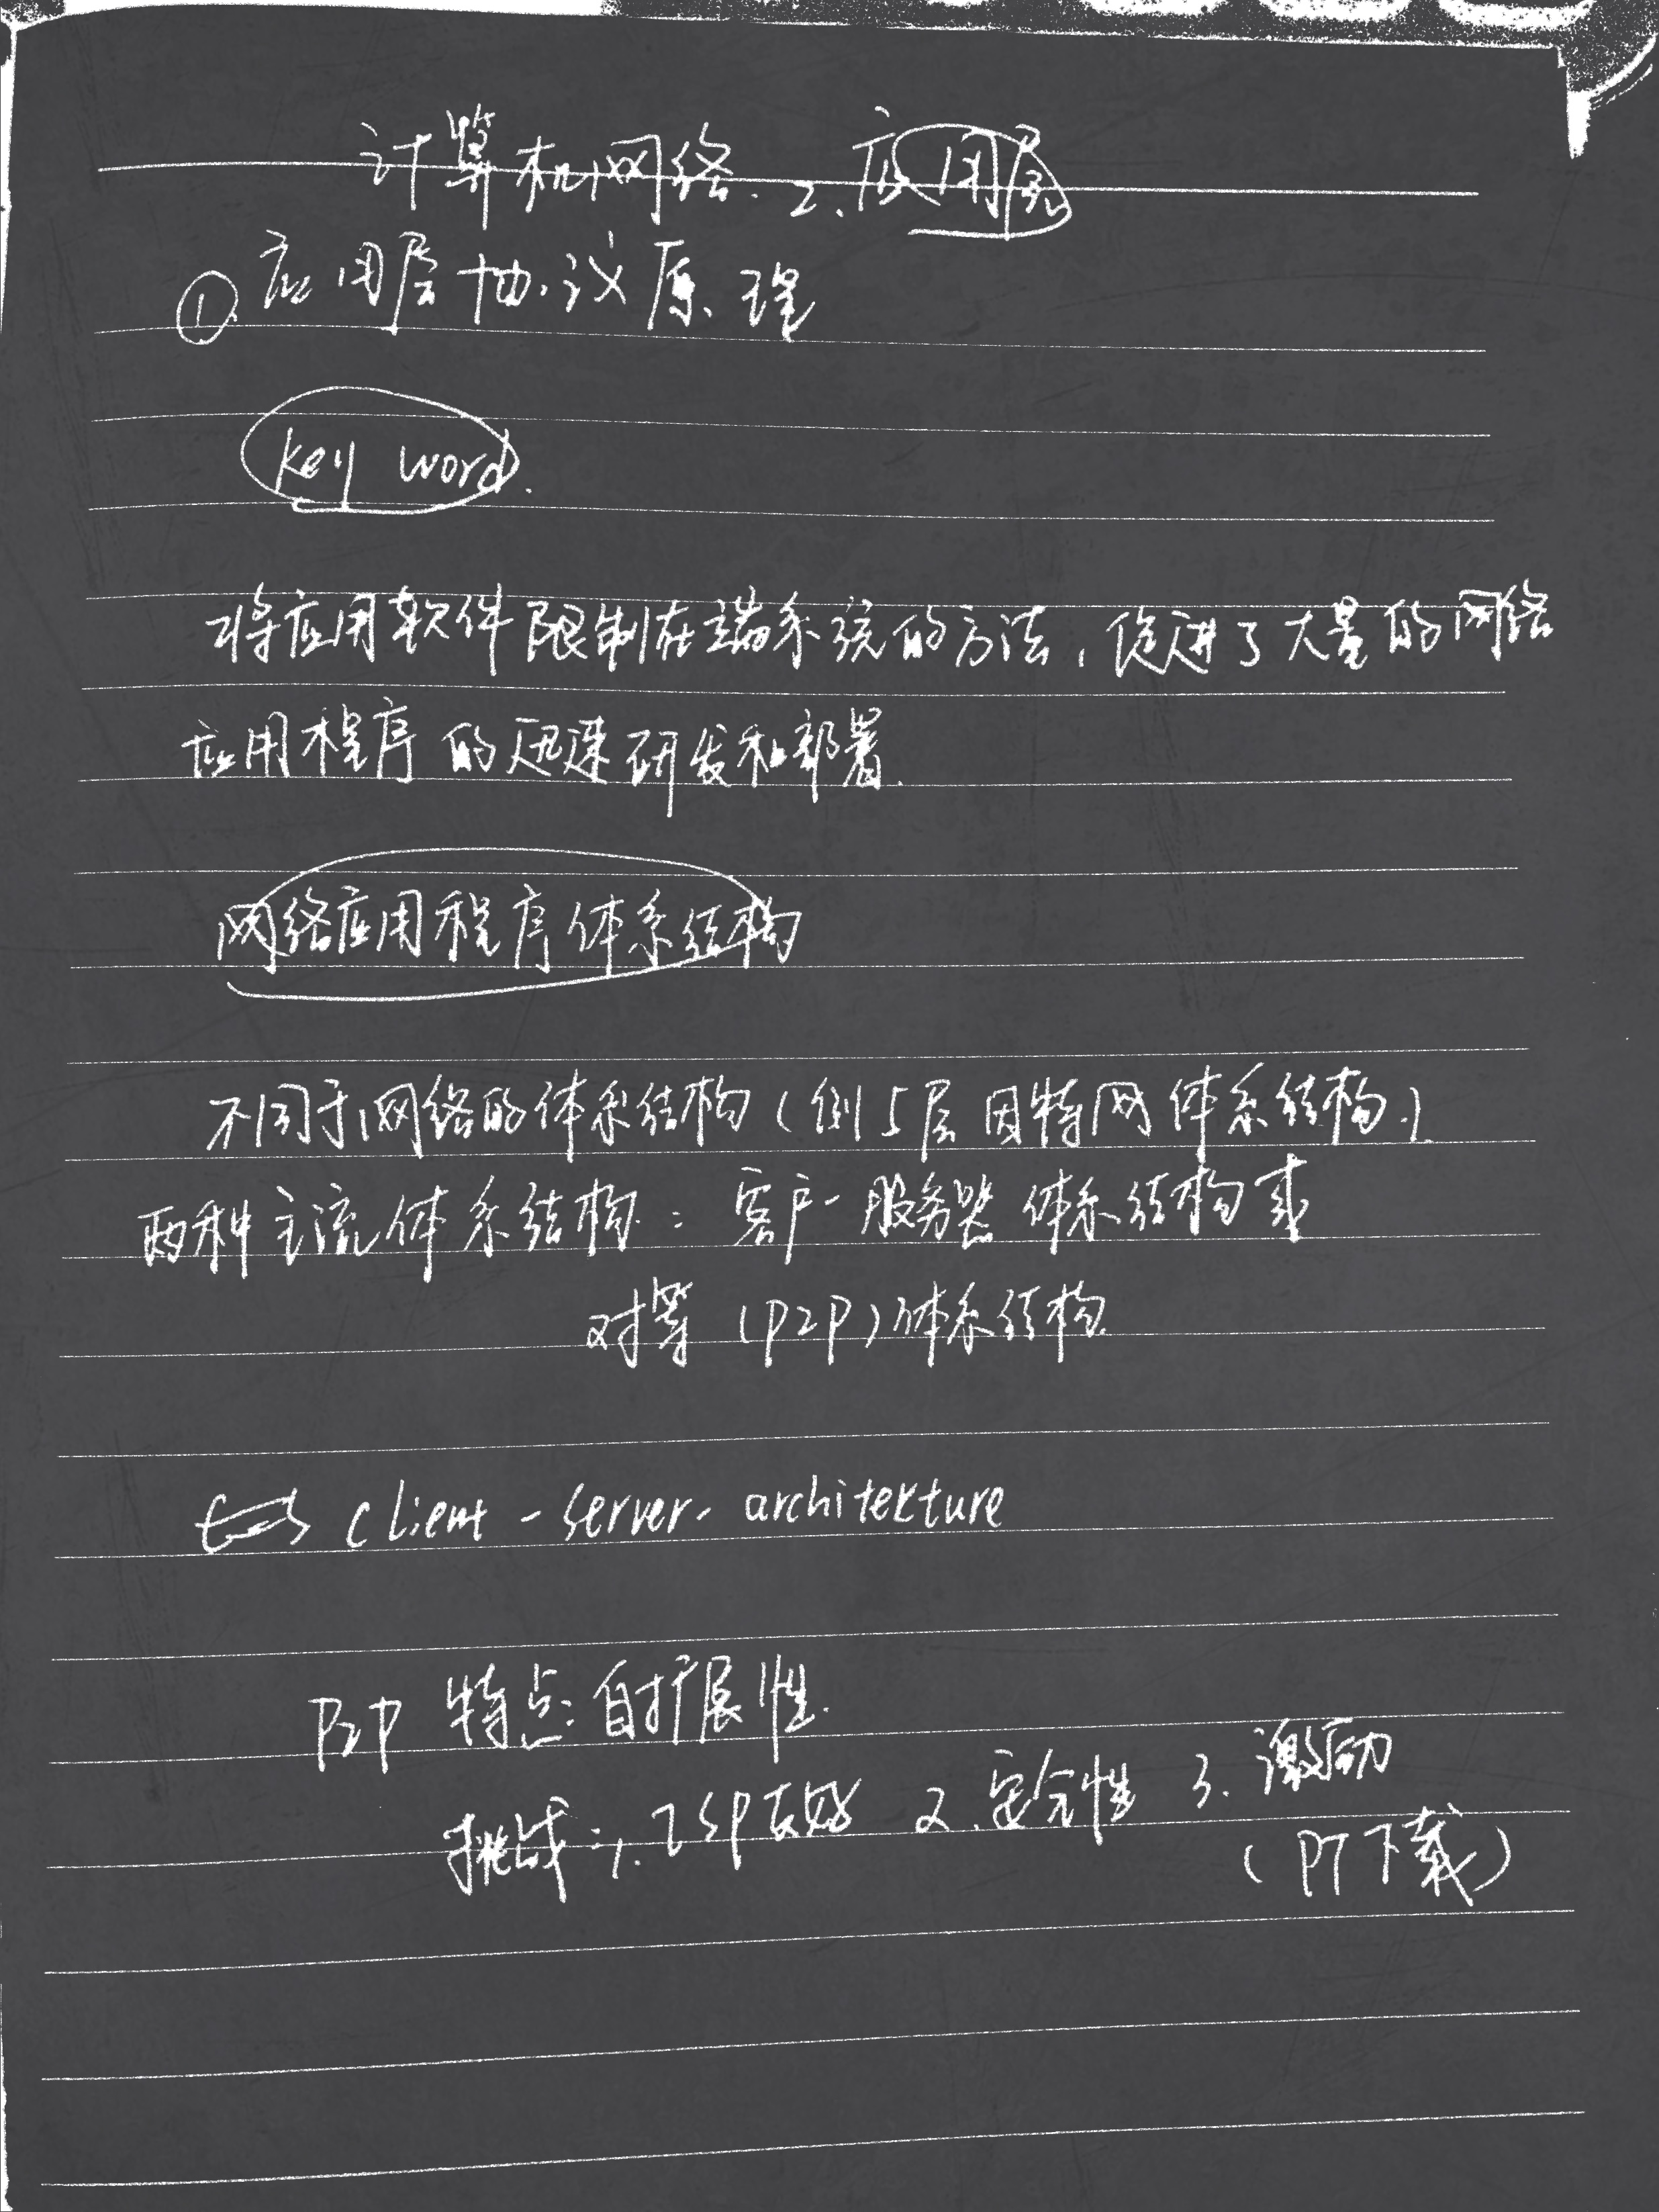 计算机网络. 2. 应用层
① 应用层协议原理
key word.
将应用软件限制在端系统的方法, 促进了大量的网络
应用程序的迅速研发和部署.
网络应用程序体系结构
不同于网络的体系结构 (例5层因特网体系结构.)
两种主流体系结构: 客户-服务器体系结构或
对等 (P2P) 体系结构.
client - server - architekture
P2P 特点: 自扩展性.
挑战: 1. ISP友好 2. 安全性 3. 激励
(PT下载)